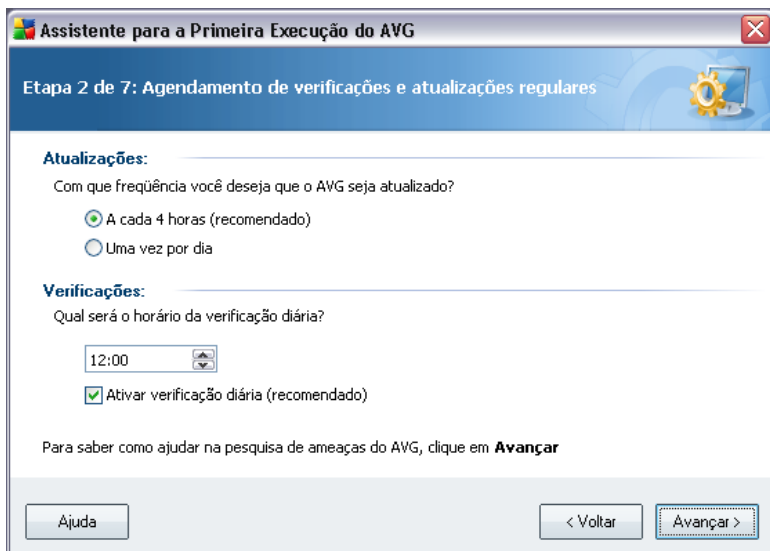 Assistente para a Primeira Execução do AVG
Etapa 2 de 7: Agendamento de verificações e atualizações regulares
Atualizações:
Com que freqüência você deseja que o AVG seja atualizado?
A cada 4 horas (recomendado)
Uma vez por dia
Verificações:
Qual será o horário da verificação diária?
12:00
Ativar verificação diária (recomendado)
Para saber como ajudar na pesquisa de ameaças do AVG, clique em Avançar
Ajuda
< Voltar
Avançar >